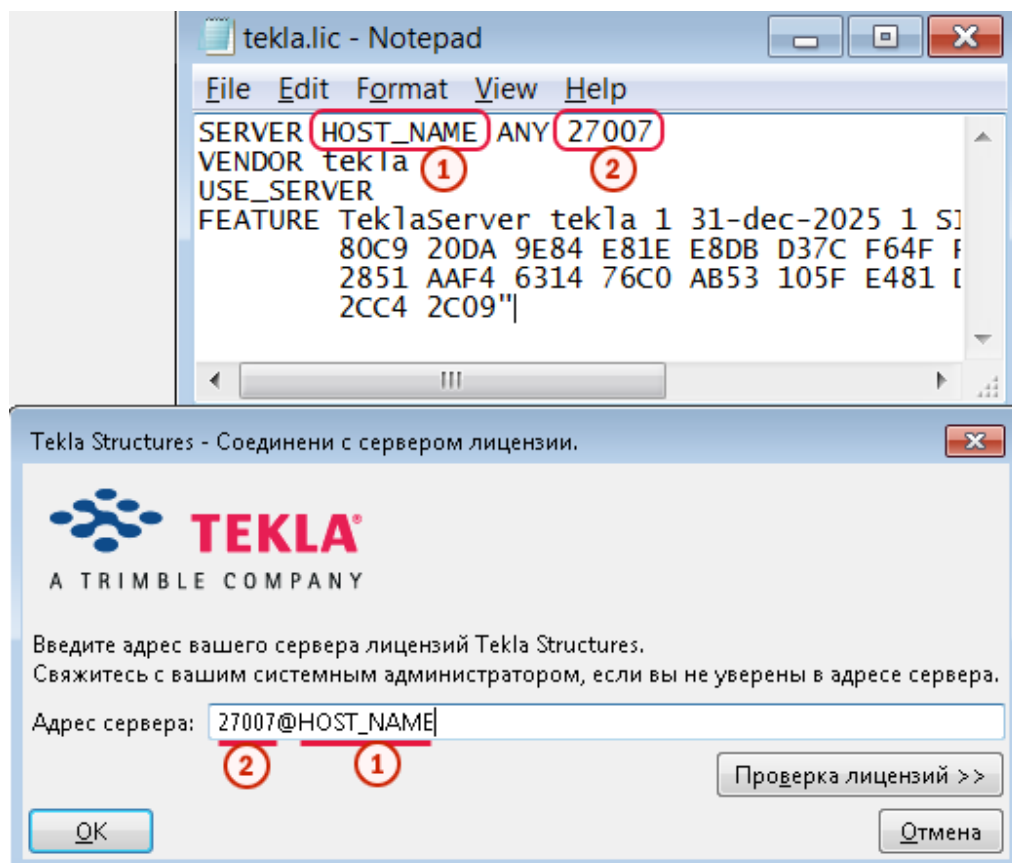 tekla.lic - Notepad
File Edit Format View Help
SERVER HOST_NAME ANY 27007
1 2
VENDOR tekla
USE_SERVER
FEATURE TeklaServer tekla 1 31-dec-2025 1
80C9 20DA 9E84 E81E E8DB D37C F64F
2851 AAF4 6314 76C0 AB53 105F E481
2CC4 2C09"
Tekla Structures - Соединени с сервером лицензии.
TEKLA®
A TRIMBLE COMPANY
Введите адрес вашего сервера лицензий Tekla Structures.
Свяжитесь с вашим системным администратором, если вы не уверены в адресе сервера.
Адрес сервера: 27007@HOST_NAME
2 1
Проверка лицензий >>
OK Отмена